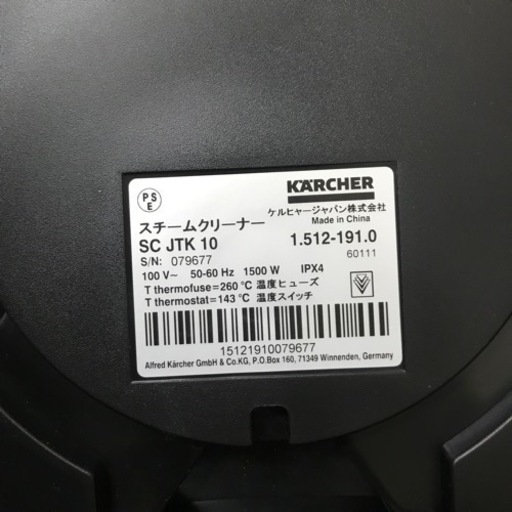 PS
E
KÄRCHER
ケルヒャージャパン株式会社
Made in China
スチームクリーナー
SC JTK 10
1.512-191.0
S/N: 079677
60111
100 V~ 50-60 Hz 1500 W IPX4
T thermofuse=260 °C 温度ヒューズ
T thermostat=143 °C 温度スイッチ
15121910079677
Alfred Kärcher GmbH & Co.KG, P.O.Box 160, 71349 Winnenden, Germany